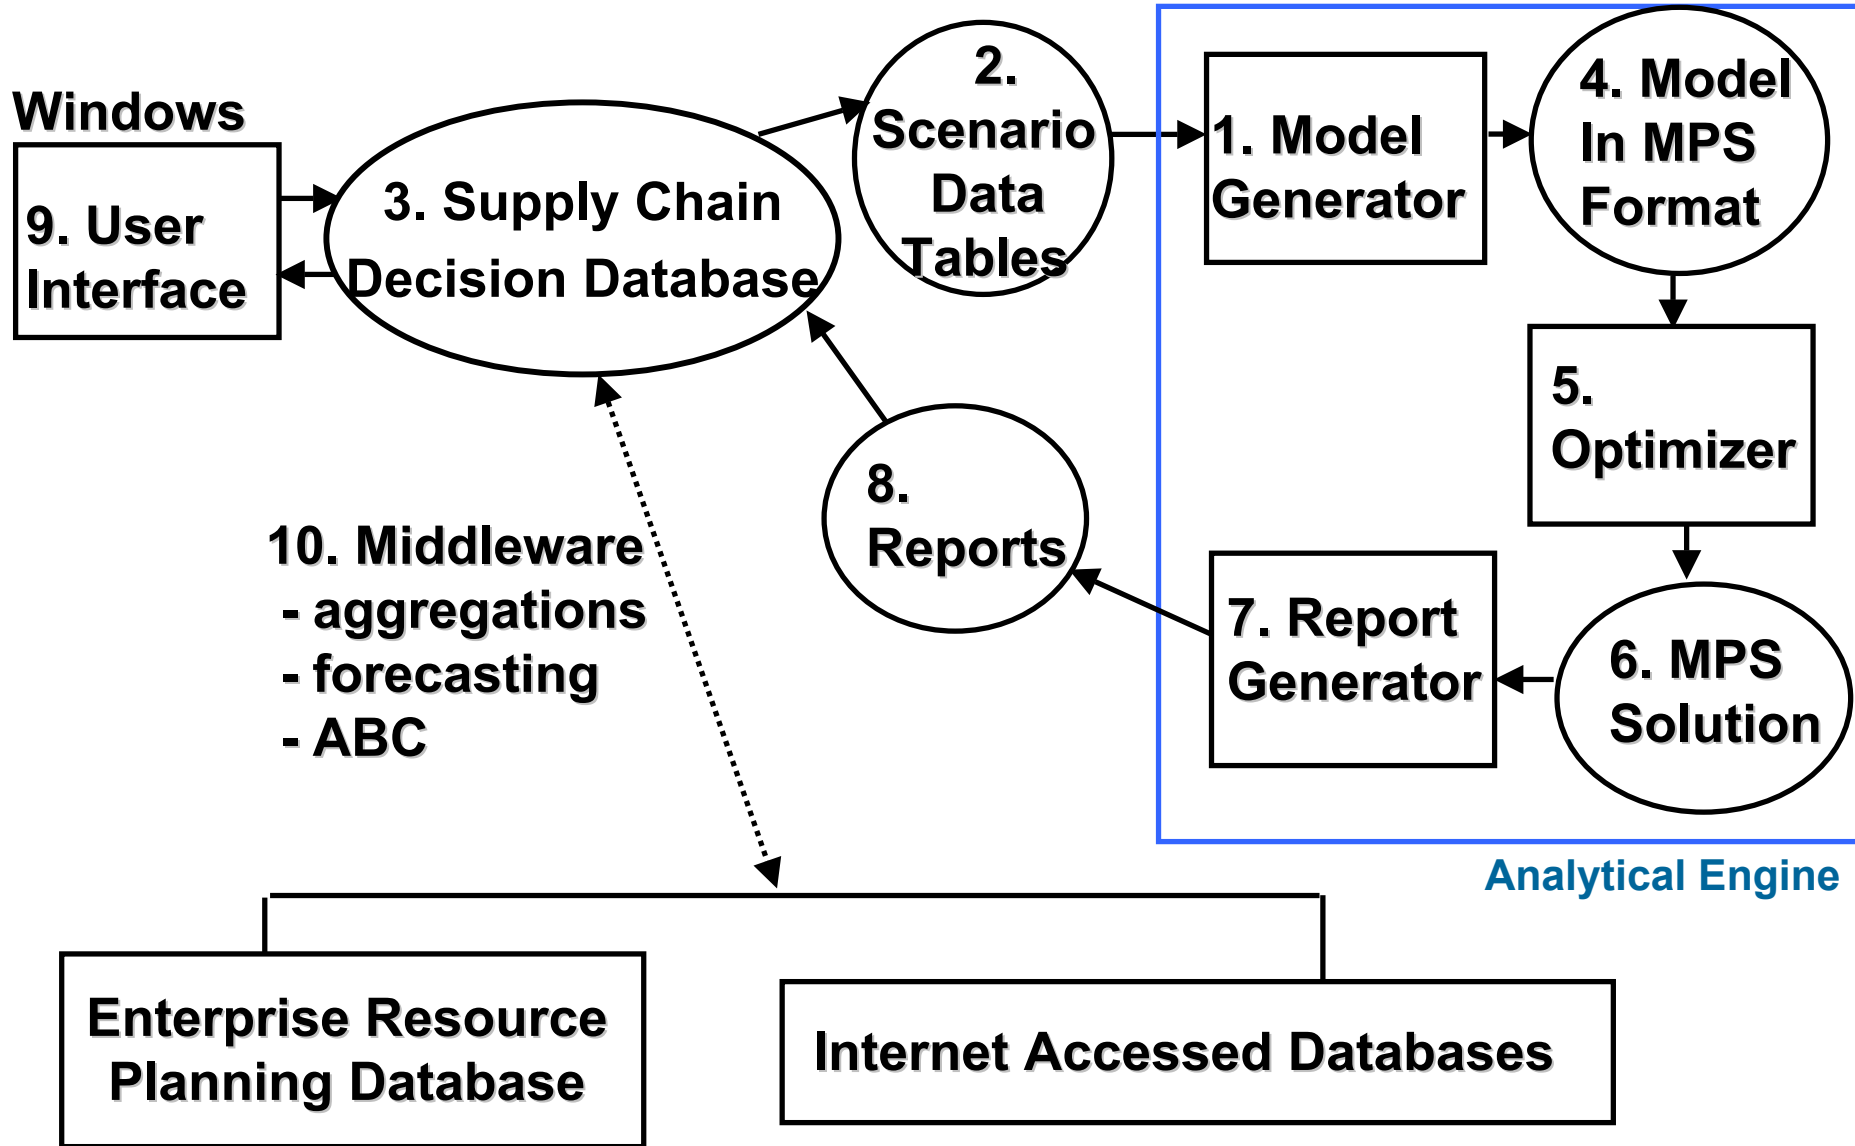 Windows
9. User
Interface
3. Supply Chain
Decision Database
2.
Scenario
Data
Tables
1. Model
Generator
4. Model
In MPS
Format
5.
Optimizer
6. MPS
Solution
7. Report
Generator
8.
Reports
10. Middleware
- aggregations
- forecasting
- ABC
Analytical Engine
Enterprise Resource
Planning Database
Internet Accessed Databases